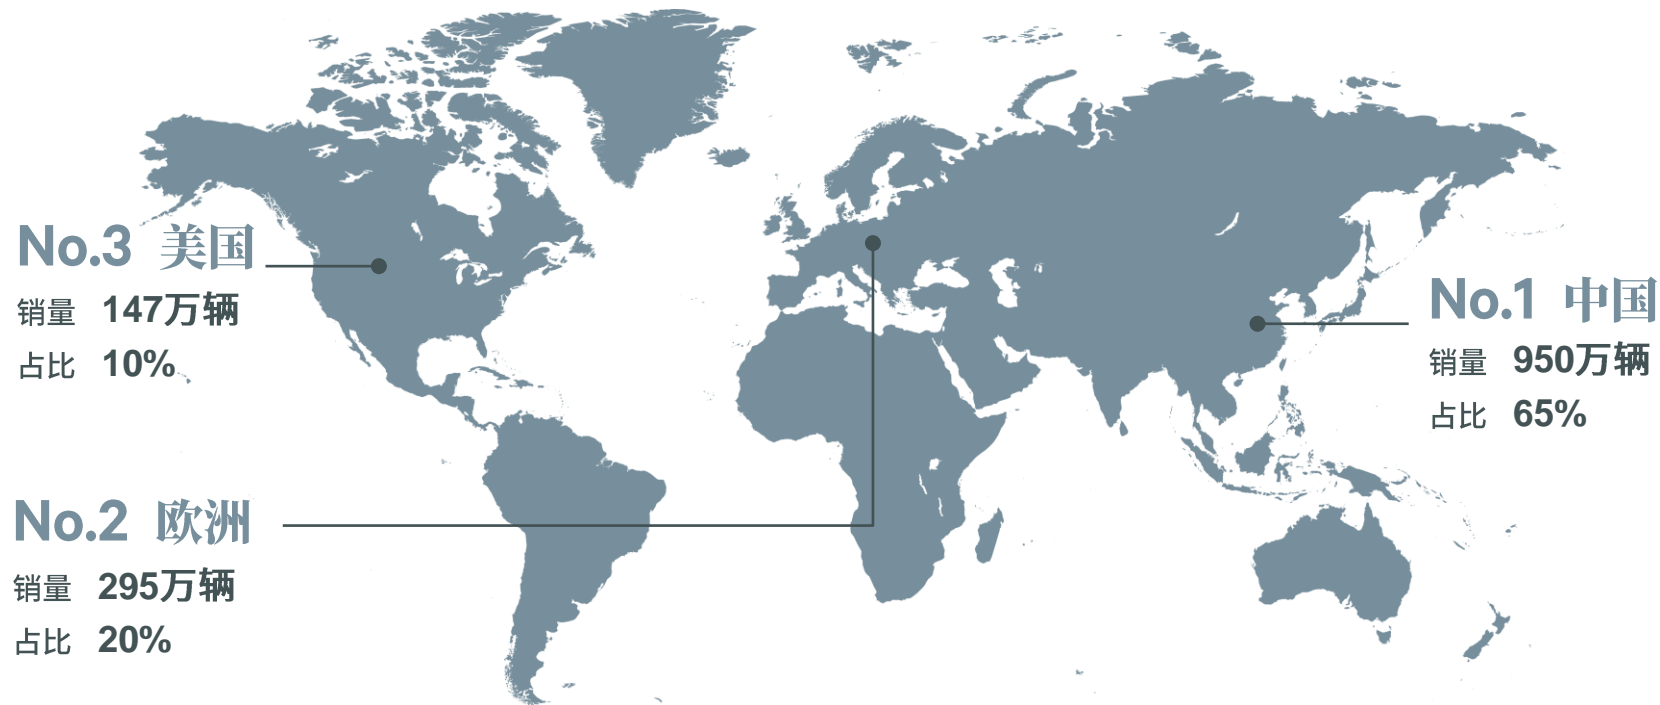 No.3 美国
销量 147万辆
占比 10%
No.1 中国
销量 950万辆
占比 65%
No.2 欧洲
销量 295万辆
占比 20%